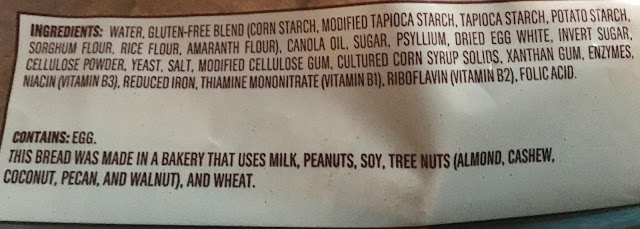 INGREDIENTS: WATER, GLUTEN-FREE BLEND (CORN STARCH, MODIFIED TAPIOCA STARCH, TAPIOCA STARCH, POTATO STARCH,
SORGHUM FLOUR, RICE FLOUR, AMARANTH FLOUR), CANOLA OIL, SUGAR, PSYLLIUM, DRIED EGG WHITE, INVERT SUGAR,
CELLULOSE POWDER, YEAST, SALT, MODIFIED CELLULOSE GUM, CULTURED CORN SYRUP SOLIDS, XANTHAN GUM, ENZYMES,
NIACIN (VITAMIN B3), REDUCED IRON, THIAMINE MONONITRATE (VITAMIN B1), RIBOFLAVIN (VITAMIN B2), FOLIC ACID.
CONTAINS: EGG.
THIS BREAD WAS MADE IN A BAKERY THAT USES MILK, PEANUTS, SOY, TREE NUTS (ALMOND, CASHEW,
COCONUT, PECAN, AND WALNUT), AND WHEAT.